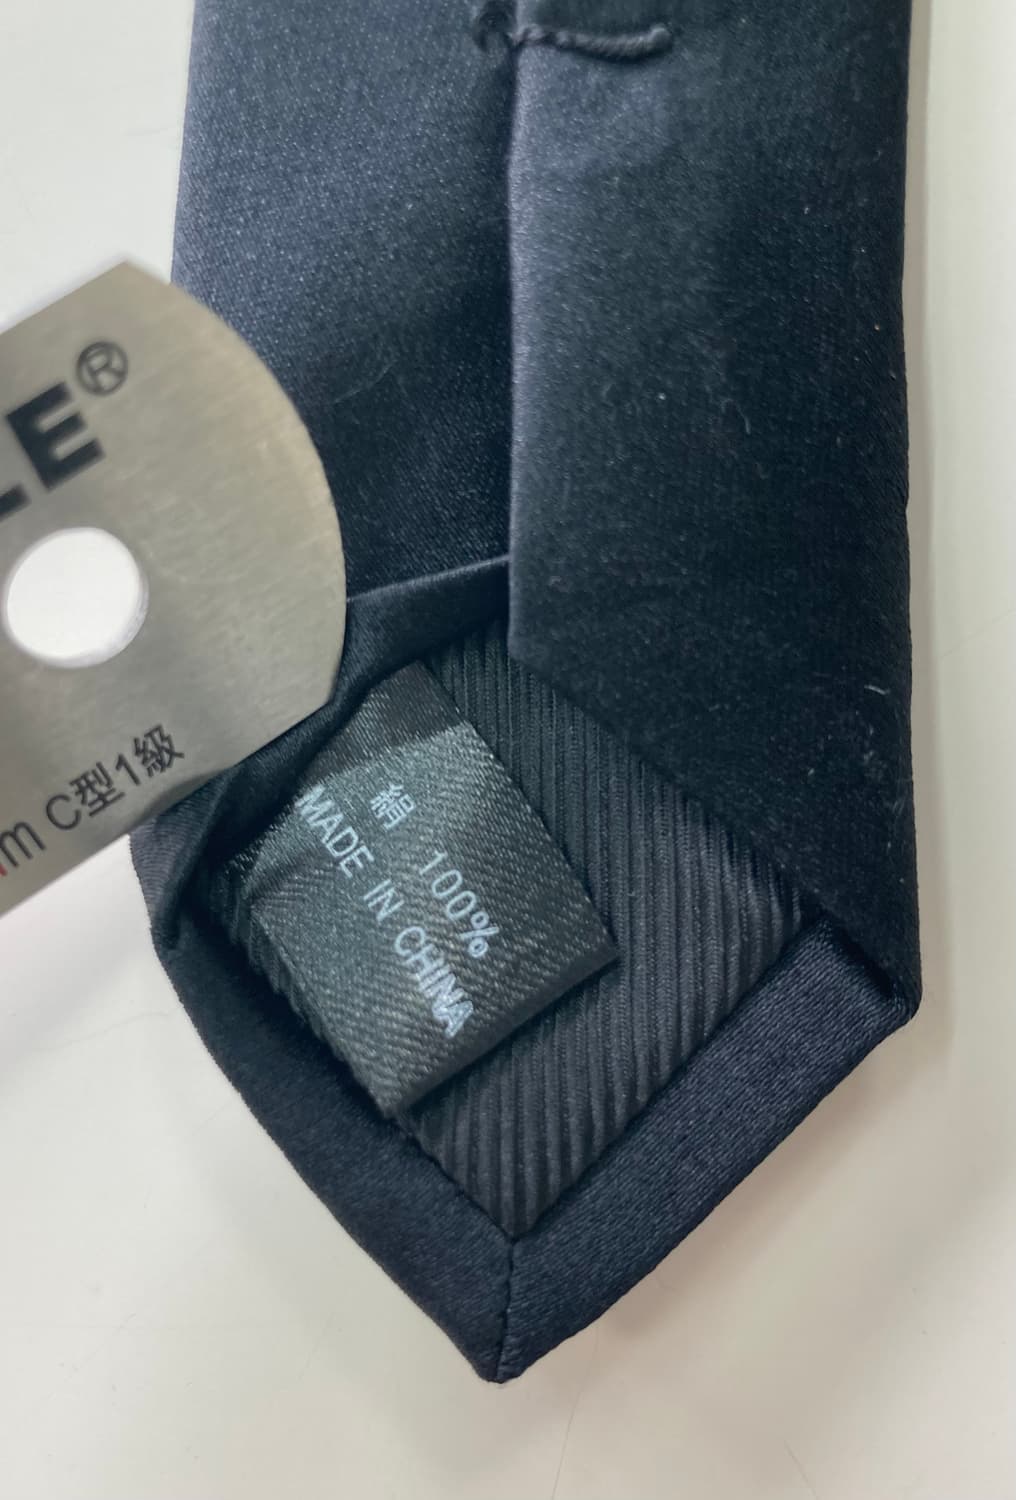 LE®
m C型1級
絹 100%
MADE IN CHINA